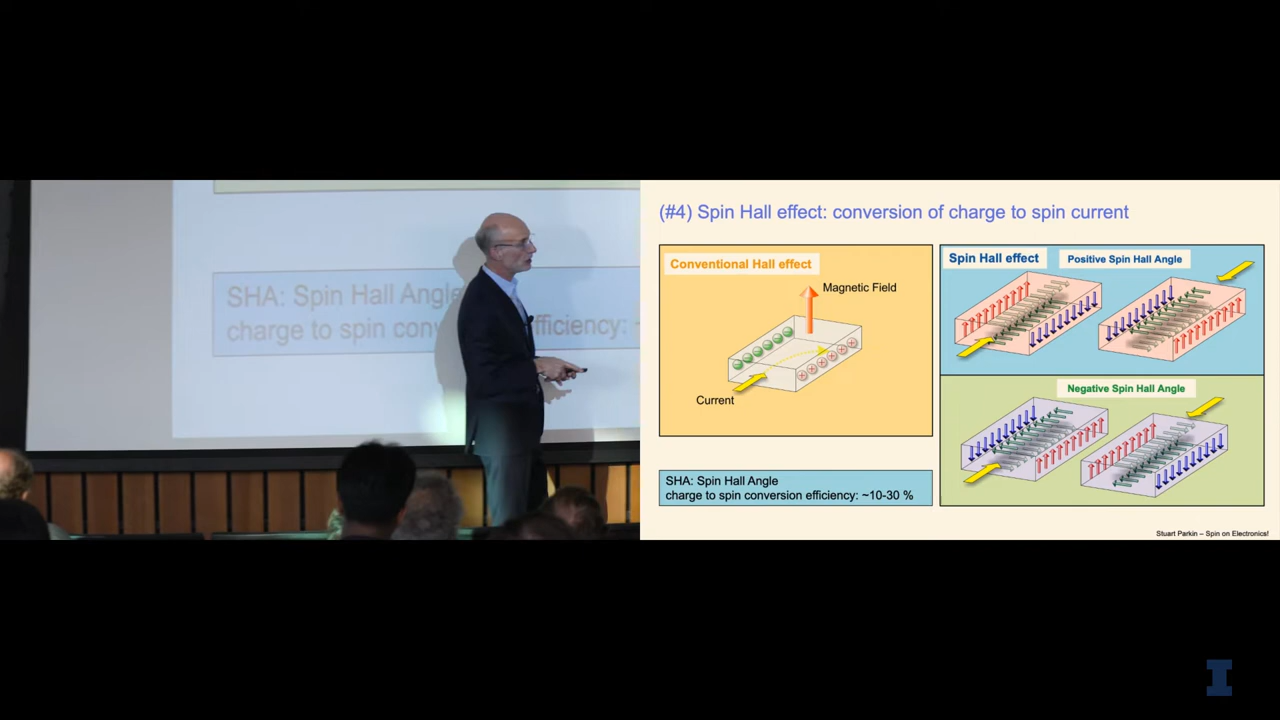 SHA: Spin Hall Angle
charge to spin conv
fficiency:
(#4) Spin Hall effect: conversion of charge to spin current
Conventional Hall effect
Magnetic Field
Current
SHA: Spin Hall Angle
charge to spin conversion efficiency: ~10-30 %
Spin Hall effect
Positive Spin Hall Angle
Negative Spin Hall Angle
Stuart Parkin – Spin on Electronics!
I